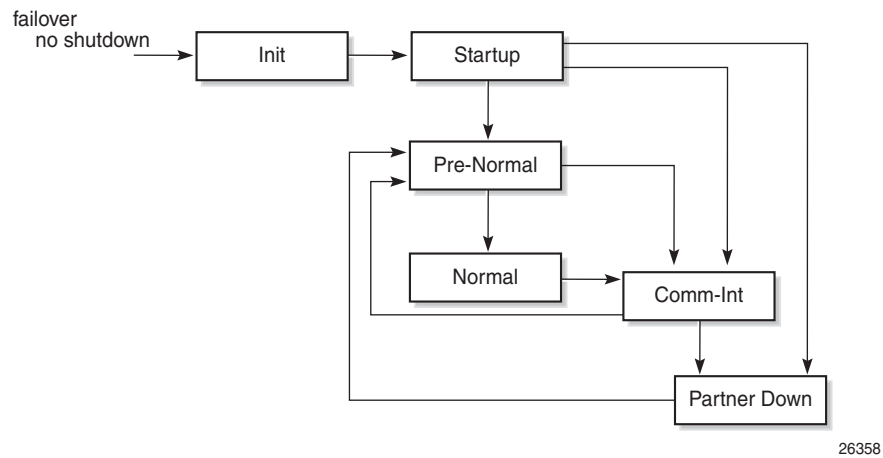 failover
no shutdown
Init
Startup
Pre-Normal
Normal
Comm-Int
Partner Down
26358